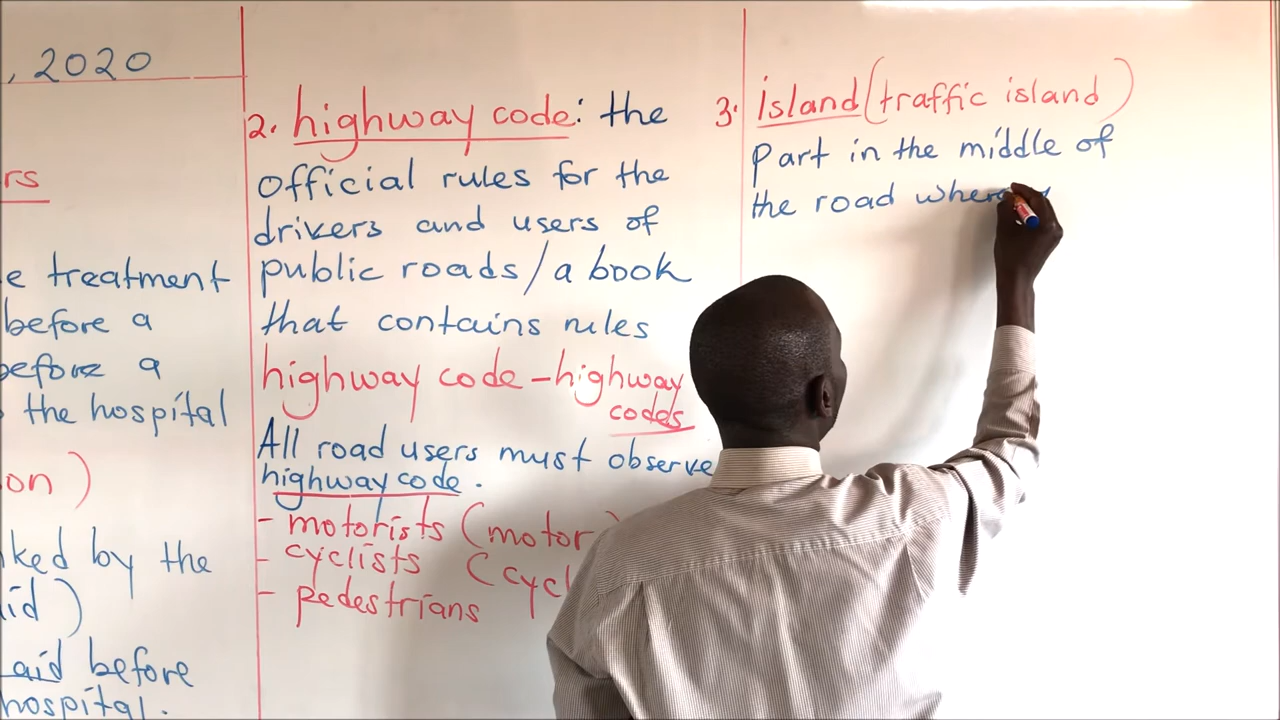 , 2020
rs
e treatment
before a
before a
the hospital
on)
ked by the
id)
aid before
hospital.
2. highway code: the
official rules for the
drivers and users of
public roads/a book
that contains rules
highway code - highway
codes
All road users must observe
highway code.
- motorists (motor)
- cyclists (cycl
- pedestrians
3. island (traffic island)
part in the middle of
the road where